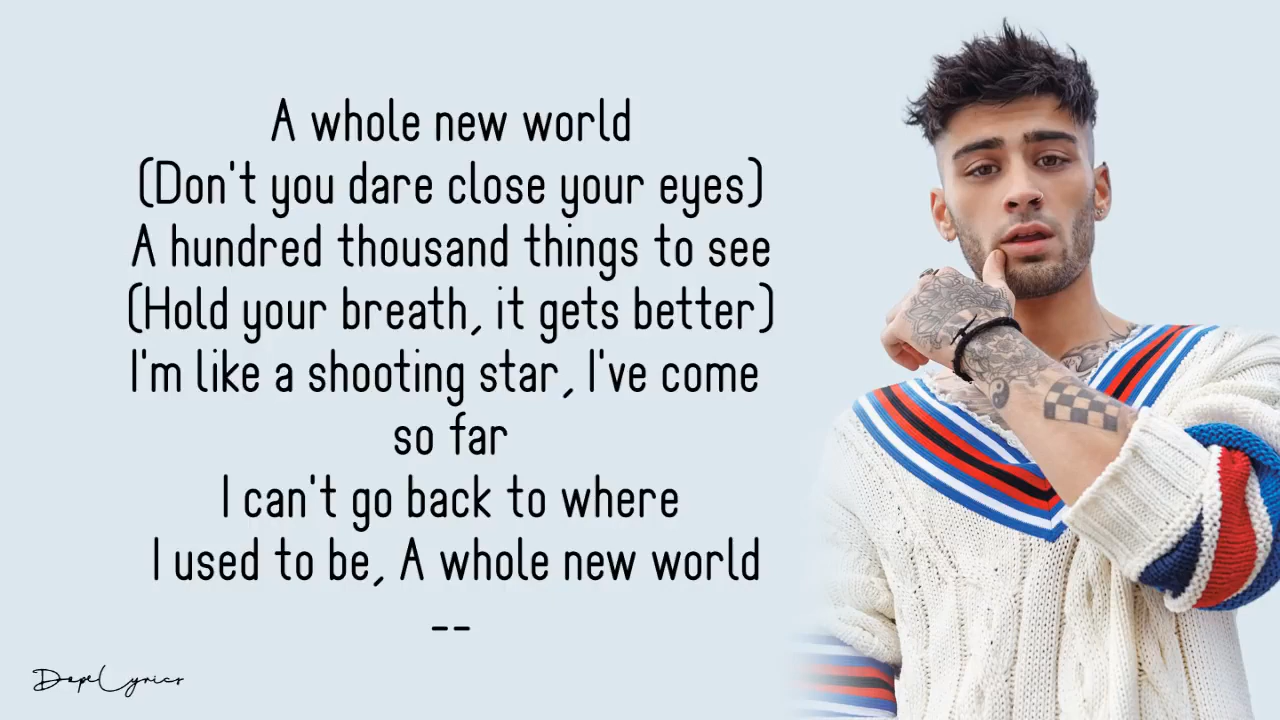 A whole new world
(Don't you dare close your eyes)
A hundred thousand things to see
(Hold your breath, it gets better)
I'm like a shooting star, I've come
so far
I can't go back to where
I used to be, A whole new world
--
DopeLyrics